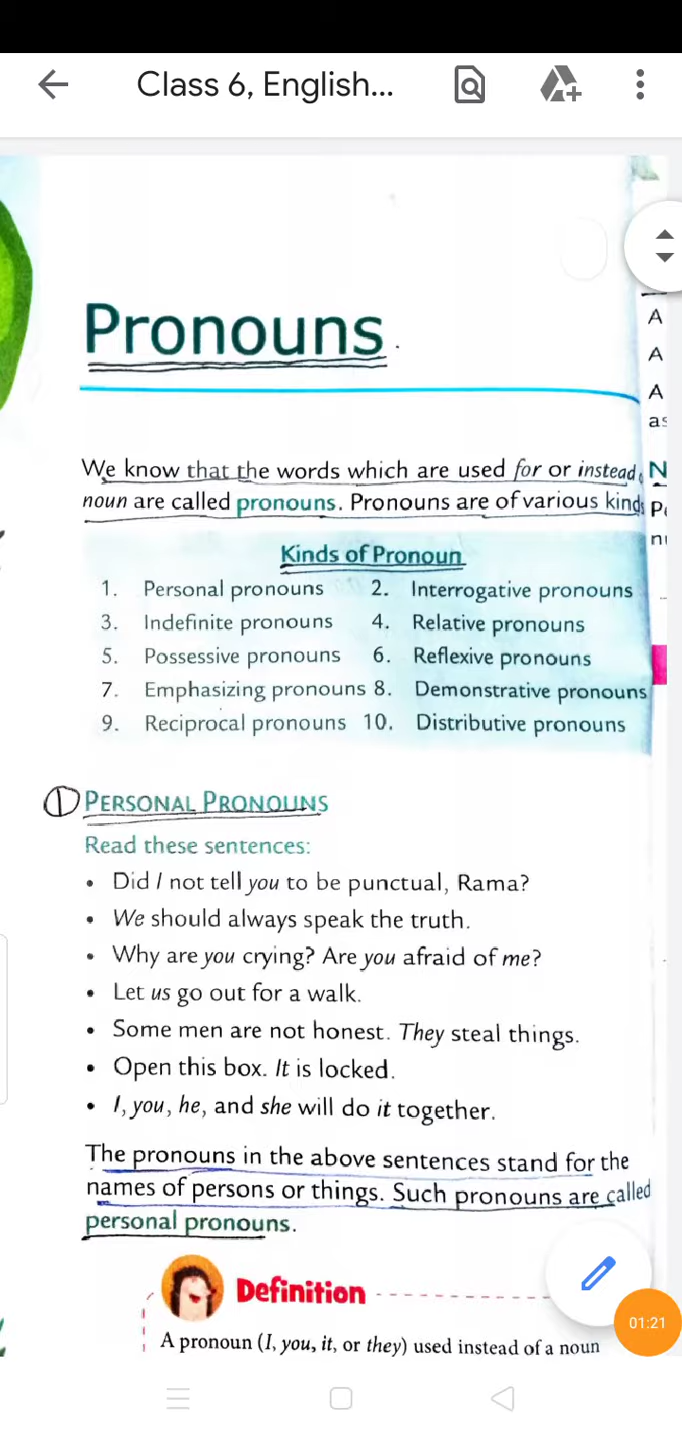 Class 6, English...
Pronouns.
We know that the words which are used for or instead
noun are called pronouns. Pronouns are of various kind
Kinds of Pronoun
1. Personal pronouns 2. Interrogative pronouns
3. Indefinite pronouns 4. Relative pronouns
5. Possessive pronouns 6. Reflexive pronouns
7. Emphasizing pronouns 8. Demonstrative pronouns
9. Reciprocal pronouns 10. Distributive pronouns
① PERSONAL PRONOUNS
Read these sentences:
• Did I not tell you to be punctual, Rama?
• We should always speak the truth.
• Why are you crying? Are you afraid of me?
• Let us go out for a walk.
• Some men are not honest. They steal things.
• Open this box. It is locked.
• I, you, he, and she will do it together.
The pronouns in the above sentences stand for the
names of persons or things. Such pronouns are called
personal pronouns.
Definition
A pronoun (I, you, it, or they) used instead of a noun
01:21
A
A
A
as
N